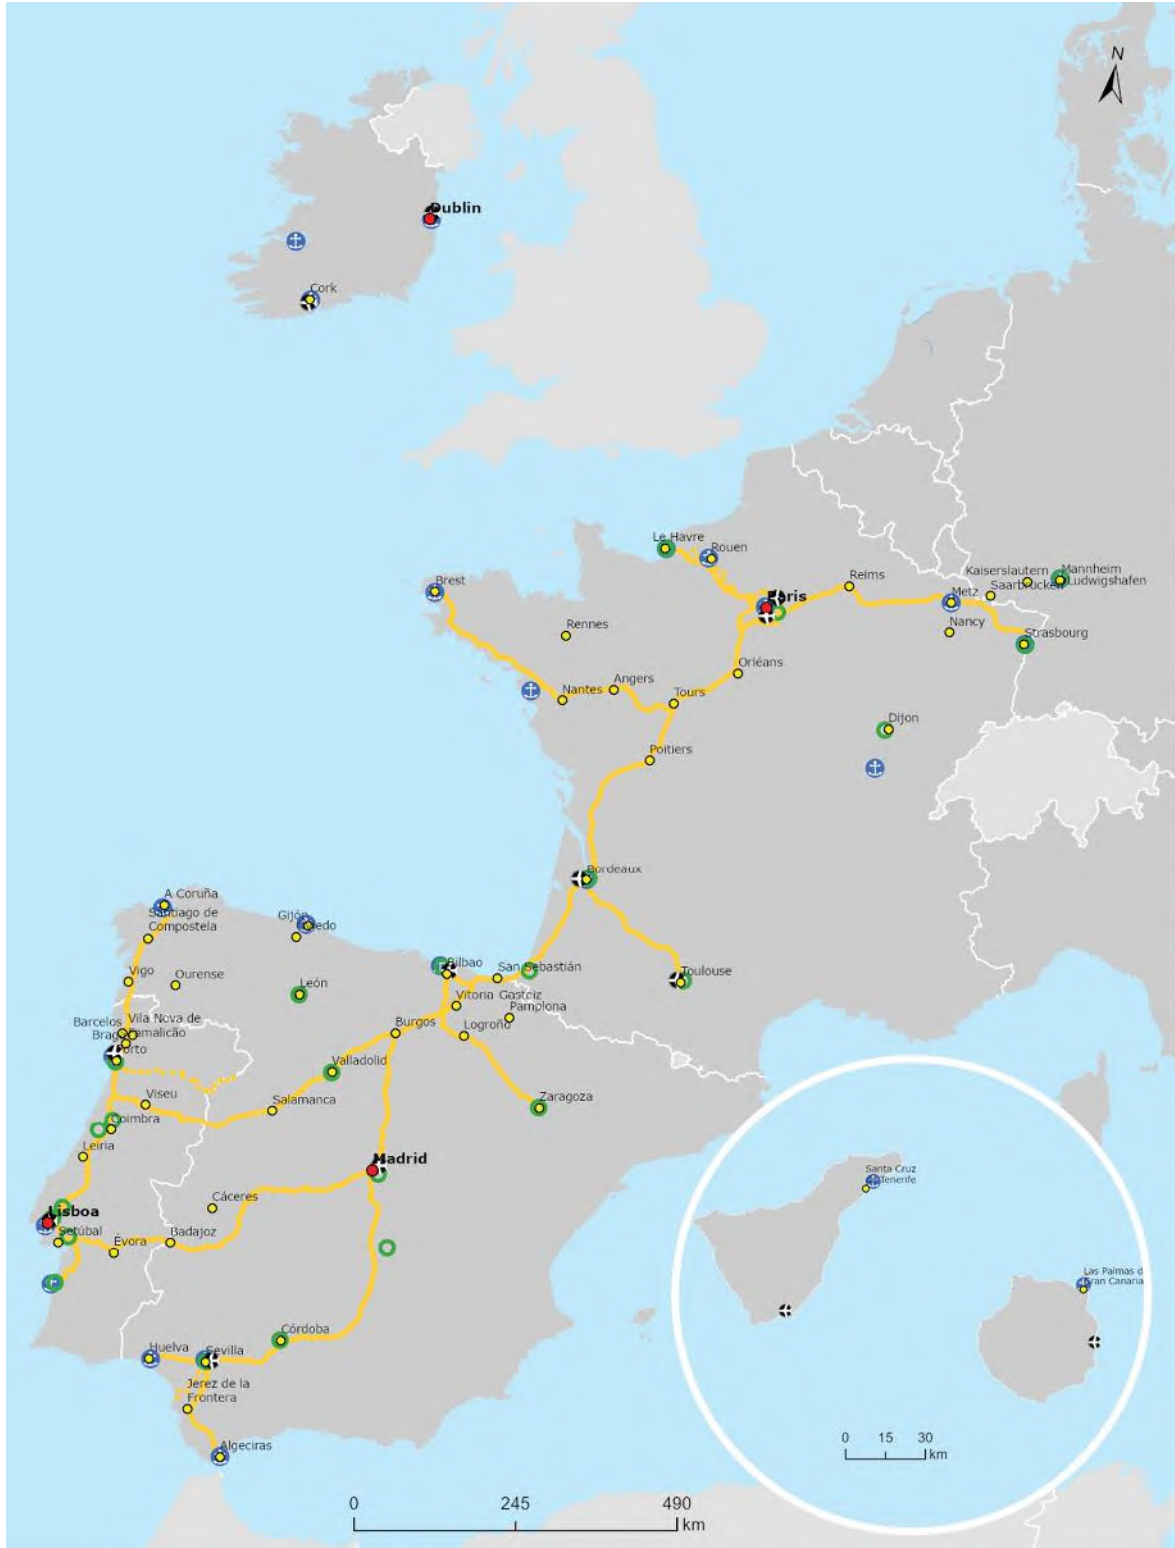 N
Dublin
Cork
Le Havre
Rouen
Paris
Reims
Kaiserslautern
Mannheim
Ludwigshafen
Saarbrücken
Metz
Nancy
Strasbourg
Brest
Rennes
Orléans
Angers
Nantes
Tours
Dijon
Poitiers
Bordeaux
Toulouse
A Coruña
Santiago de
Compostela
Gijón
Vigo
Ourense
León
Bilbao
San Sebastián
Vitoria Gasteiz
Pamplona
Logroño
Burgos
Barcelos
Vila Nova de
Famalicão
Porto
Valladolid
Viseu
Salamanca
Zaragoza
Coimbra
Leiria
Madrid
Cáceres
Lisboa
Setúbal
Évora
Badajoz
Córdoba
Huelva
Sevilla
Jerez de la
Frontera
Algeciras
Santa Cruz
Tenerife
Las Palmas d
Gran Canaria
0 15 30
km
0 245 490
km